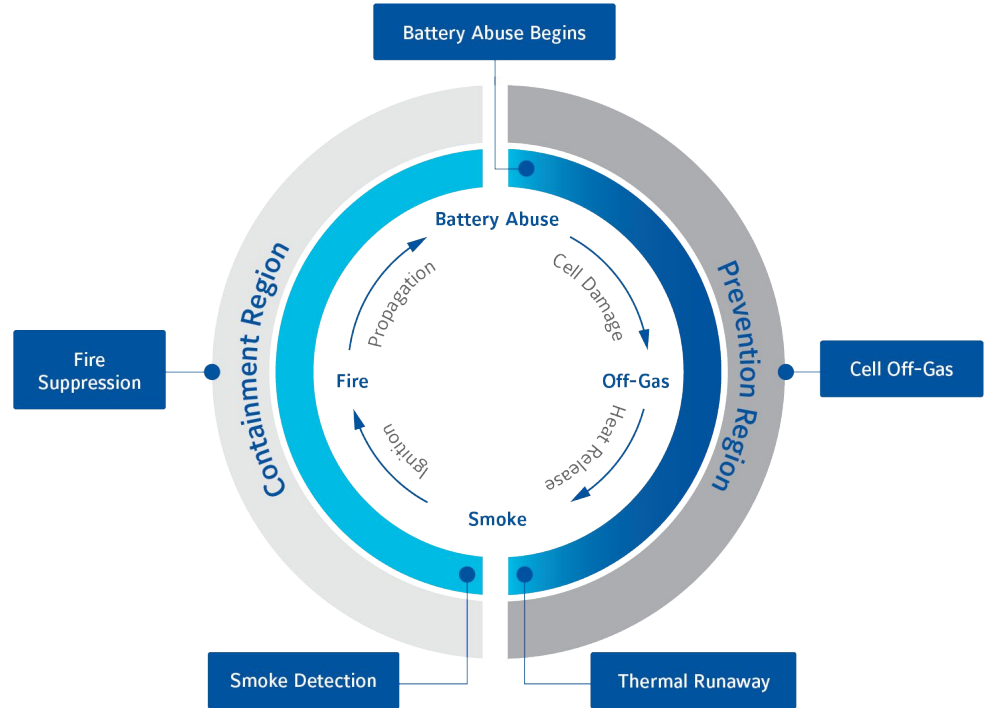 Battery Abuse Begins
Battery Abuse
Propagation
Cell Damage
Containment Region
Prevention Region
Fire
Suppression
Fire
Off-Gas
Cell Off-Gas
Ignition
Heat Release
Smoke
Smoke Detection
Thermal Runaway